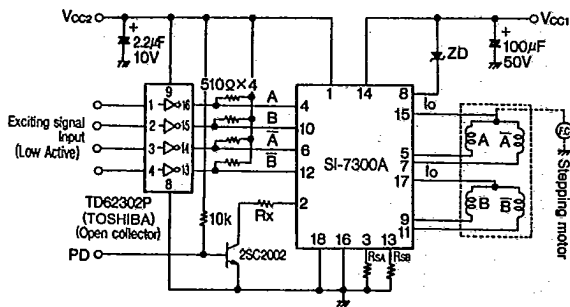 Vcc2
Vcc1
2.2μF
10V
9
510Ω×4
ZD
100μF
50V
1
14
8
Io
15
1
16
A
4
2
15
B
10
3
14
A̅
6
4
13
B̅
12
8
Exciting signal
Input
(Low Active)
SI-7300A
5
7
17
Io
9
11
A
A̅
B
B̅
Stepping motor
TD62302P
(TOSHIBA)
(Open collector)
10k
Rx
2
PD
2SC2002
18
16
3
13
RSA
RSB